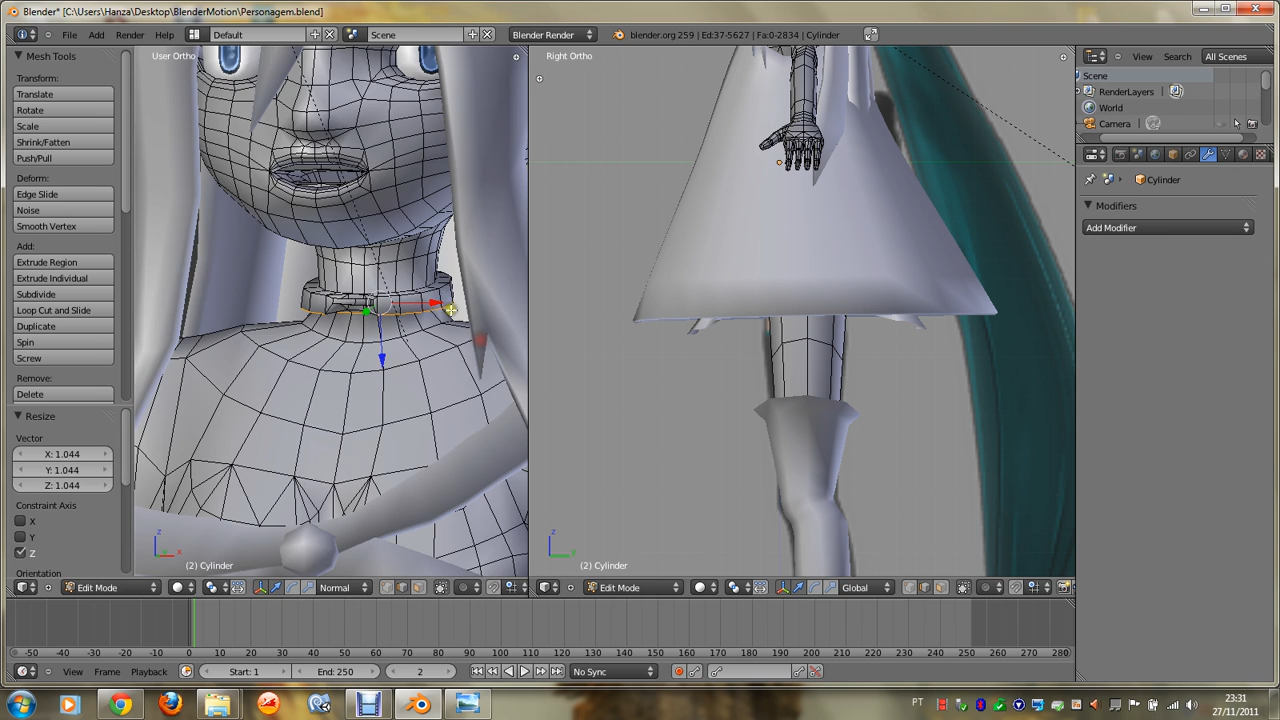 Blender* [C:\Users\Hanza\Desktop\BlenderMotion\Personagem.blend]
File Add Render Help Default Scene Blender Render blender.org 259 | Ed:37-5627 | Fa:0-2834 | Cylinder
Mesh Tools
Transform:
Translate
Rotate
Scale
Shrink/Fatten
Push/Pull
Deform:
Edge Slide
Noise
Smooth Vertex
Add:
Extrude Region
Extrude Individual
Subdivide
Loop Cut and Slide
Duplicate
Spin
Screw
Remove:
Delete
Resize
Vector
X: 1.044
Y: 1.044
Z: 1.044
Constraint Axis
X
Y
Z
Orientation
User Ortho
z
x
(2) Cylinder
Edit Mode Normal
Right Ortho
z
y
(2) Cylinder
Edit Mode Global
View Search All Scenes
Scene
RenderLayers |
World
Camera |
Cylinder
Modifiers
Add Modifier
-50 -40 -30 -20 -10 0 10 20 30 40 50 60 70 80 90 100 110 120 130 140 150 160 170 180 190 200 210 220 230 240 250 260 270 280
View Frame Playback Start: 1 End: 250 2 No Sync
PT 23:31
27/11/2011